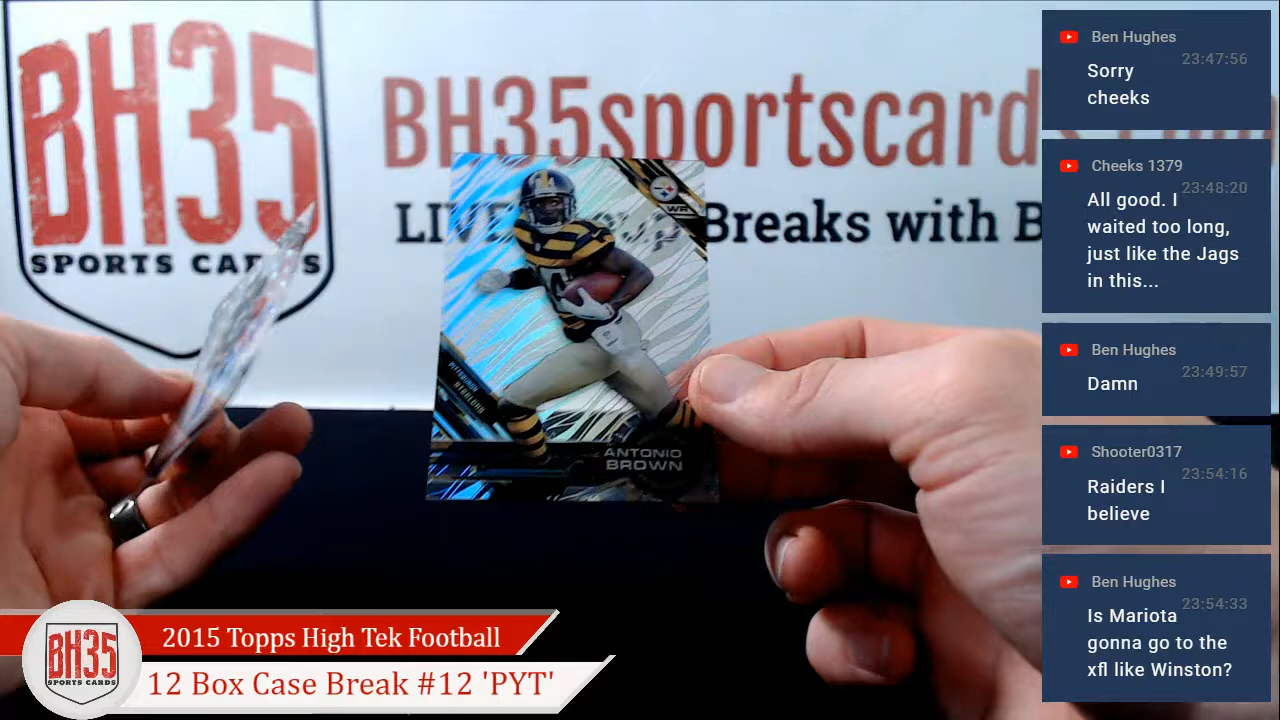 BH35
SPORTS CARDS
BH35sportscard
LIVE Breaks with B
WR
PITTSBURGH
STEELERS
ANTONIO
BROWN
2015 Topps High Tek Football
12 Box Case Break #12 'PYT'
BH35
SPORTS CARDS
Ben Hughes
23:47:56
Sorry
cheeks
Cheeks 1379
23:48:20
All good. I
waited too long,
just like the Jags
in this...
Ben Hughes
23:49:57
Damn
Shooter0317
23:54:16
Raiders I
believe
Ben Hughes
23:54:33
Is Mariota
gonna go to the
xfl like Winston?